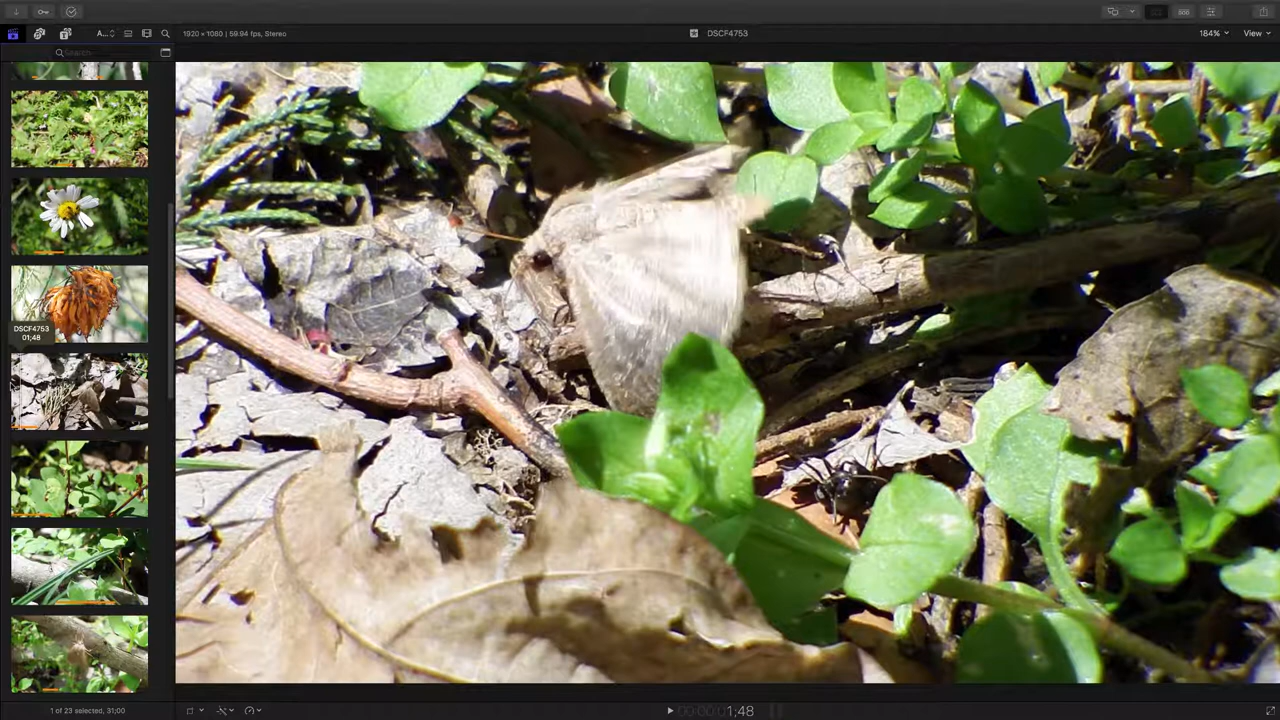 A...
1920 × 1080 | 59.94 fps, Stereo
DSCF4753
184%
View
Search
DSCF4753
01;48
1 of 23 selected, 31;00
1;48